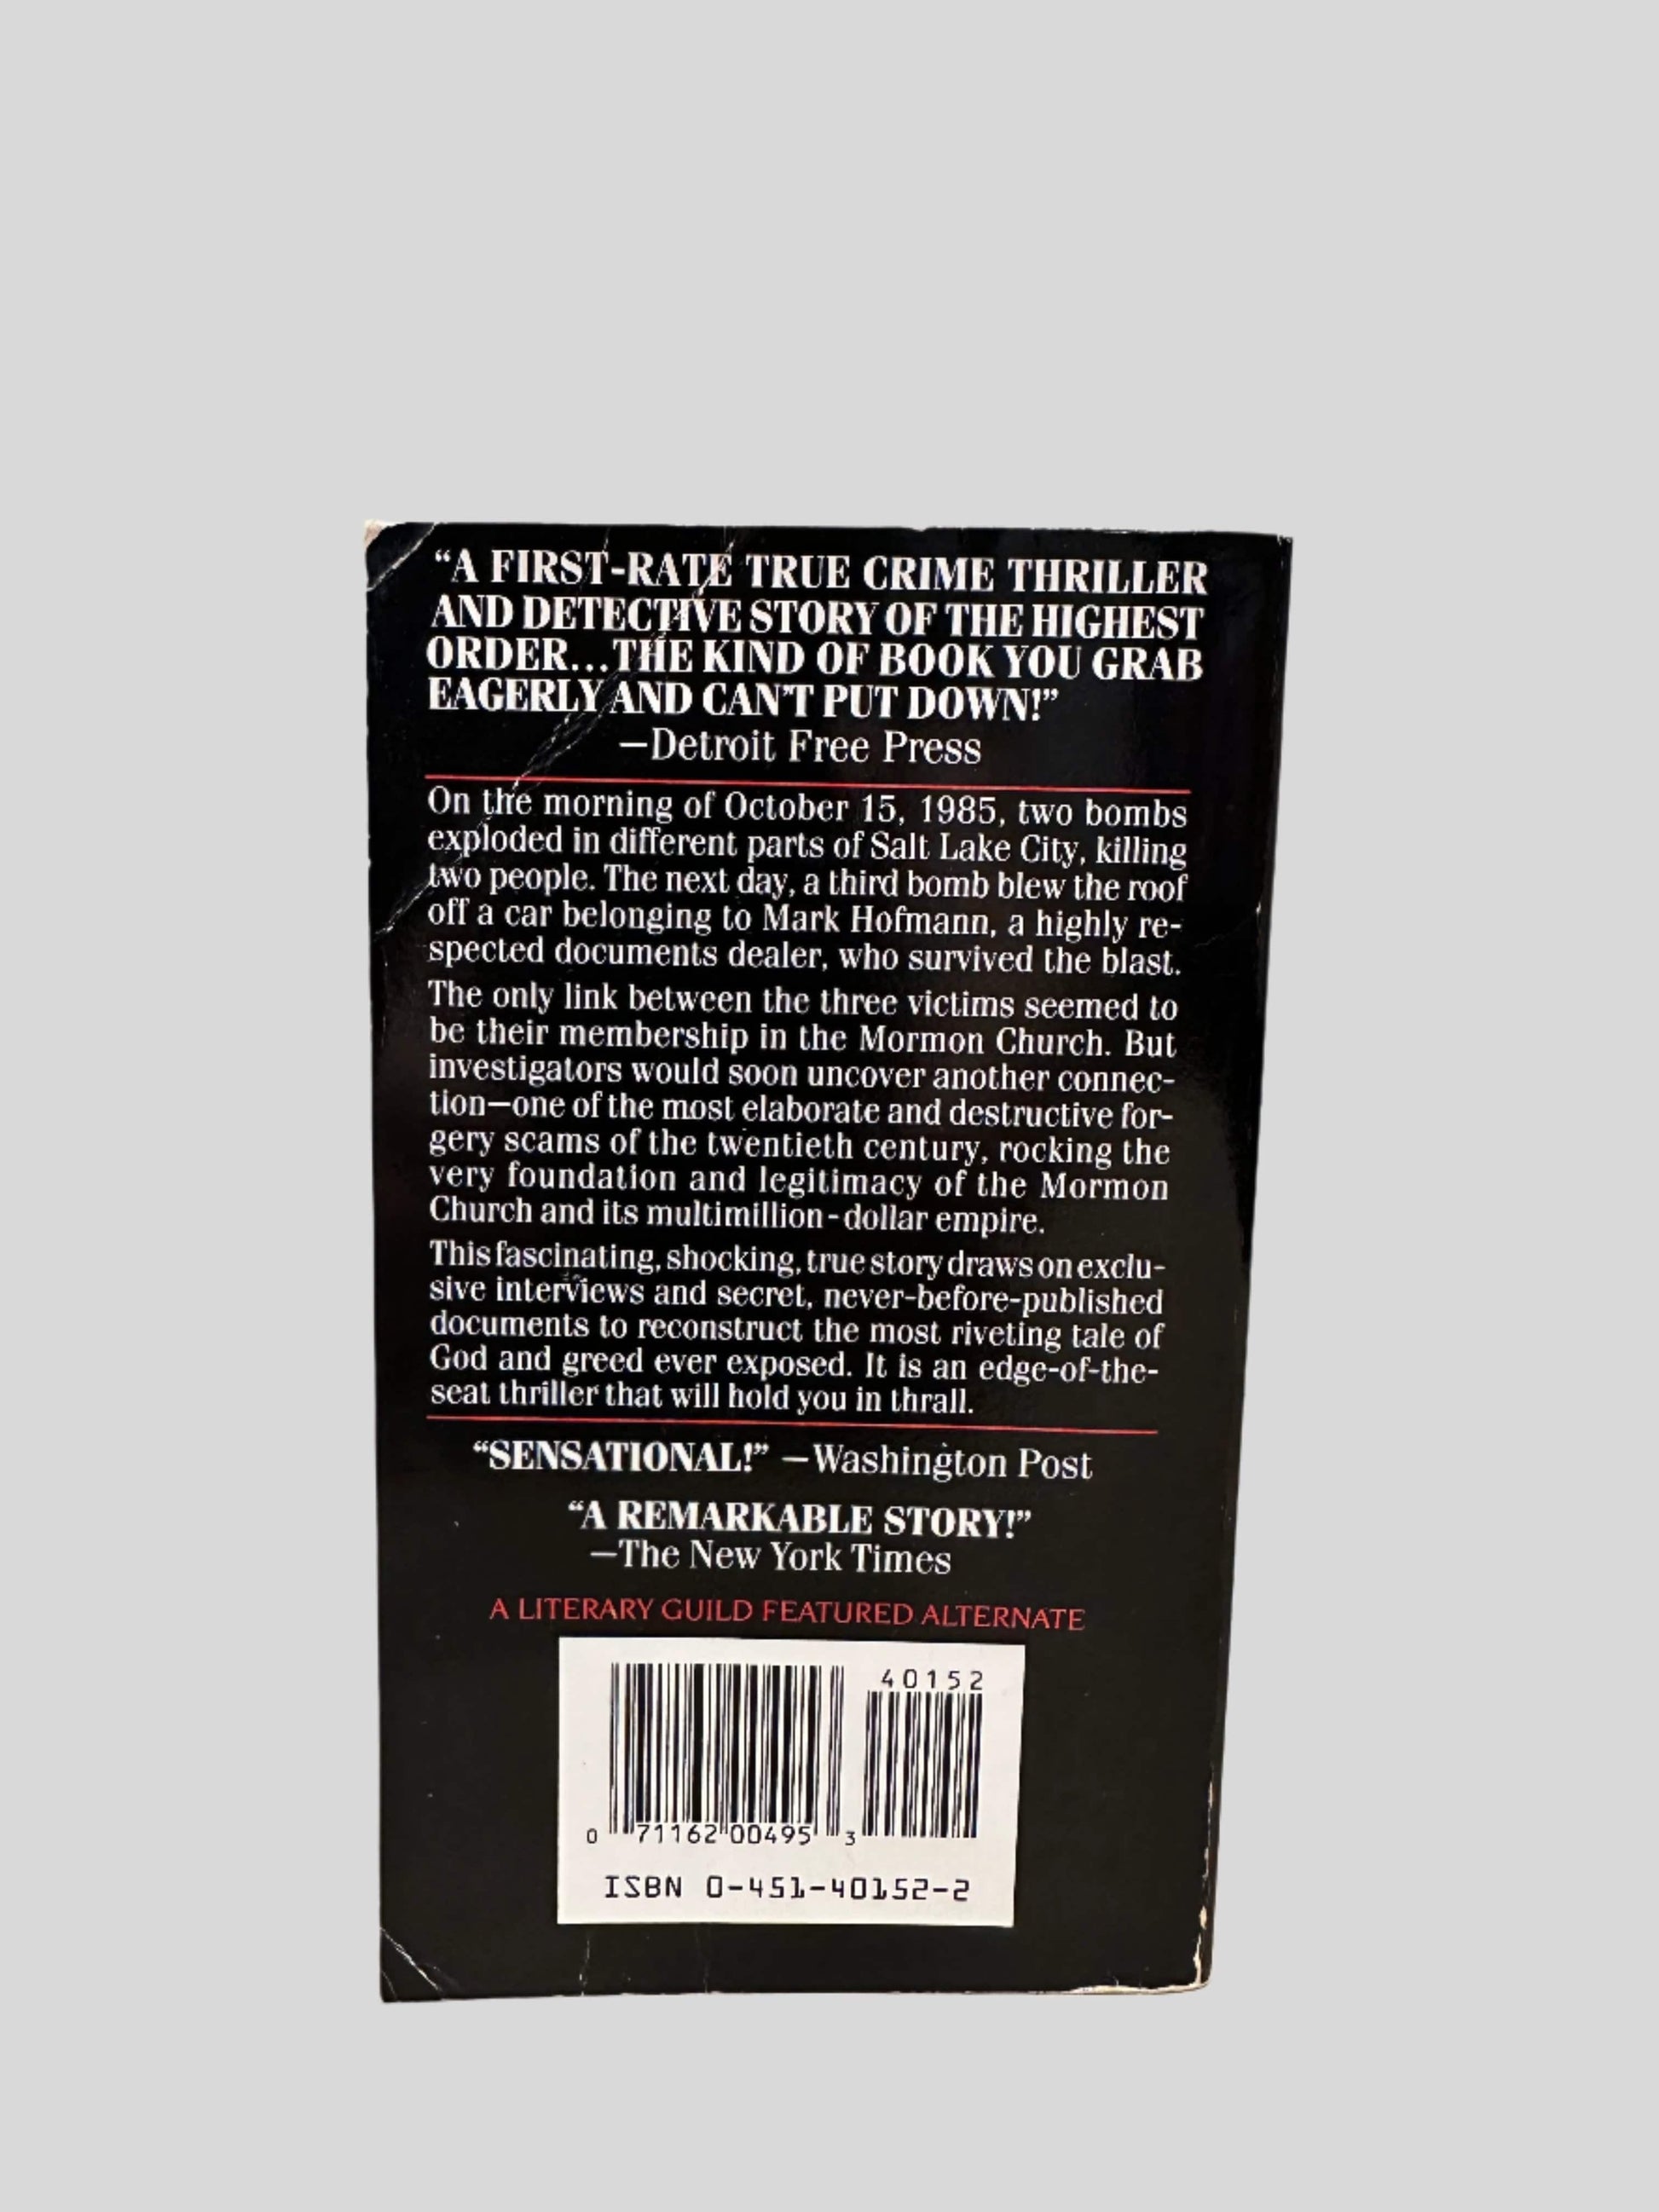 “A FIRST-RATE TRUE CRIME THRILLER
AND DETECTIVE STORY OF THE HIGHEST
ORDER...THE KIND OF BOOK YOU GRAB
EAGERLY AND CAN'T PUT DOWN!”
—Detroit Free Press
On the morning of October 15, 1985, two bombs
exploded in different parts of Salt Lake City, killing
two people. The next day, a third bomb blew the roof
off a car belonging to Mark Hofmann, a highly re-
spected documents dealer, who survived the blast.
The only link between the three victims seemed to
be their membership in the Mormon Church. But
investigators would soon uncover another connec-
tion—one of the most elaborate and destructive for-
gery scams of the twentieth century, rocking the
very foundation and legitimacy of the Mormon
Church and its multimillion-dollar empire.
This fascinating, shocking, true story draws on exclu-
sive interviews and secret, never-before-published
documents to reconstruct the most riveting tale of
God and greed ever exposed. It is an edge-of-the-
seat thriller that will hold you in thrall.
“SENSATIONAL!” —Washington Post
“A REMARKABLE STORY!”
—The New York Times
A LITERARY GUILD FEATURED ALTERNATE
40152
0 71162 00495 3
ISBN 0-451-40152-2